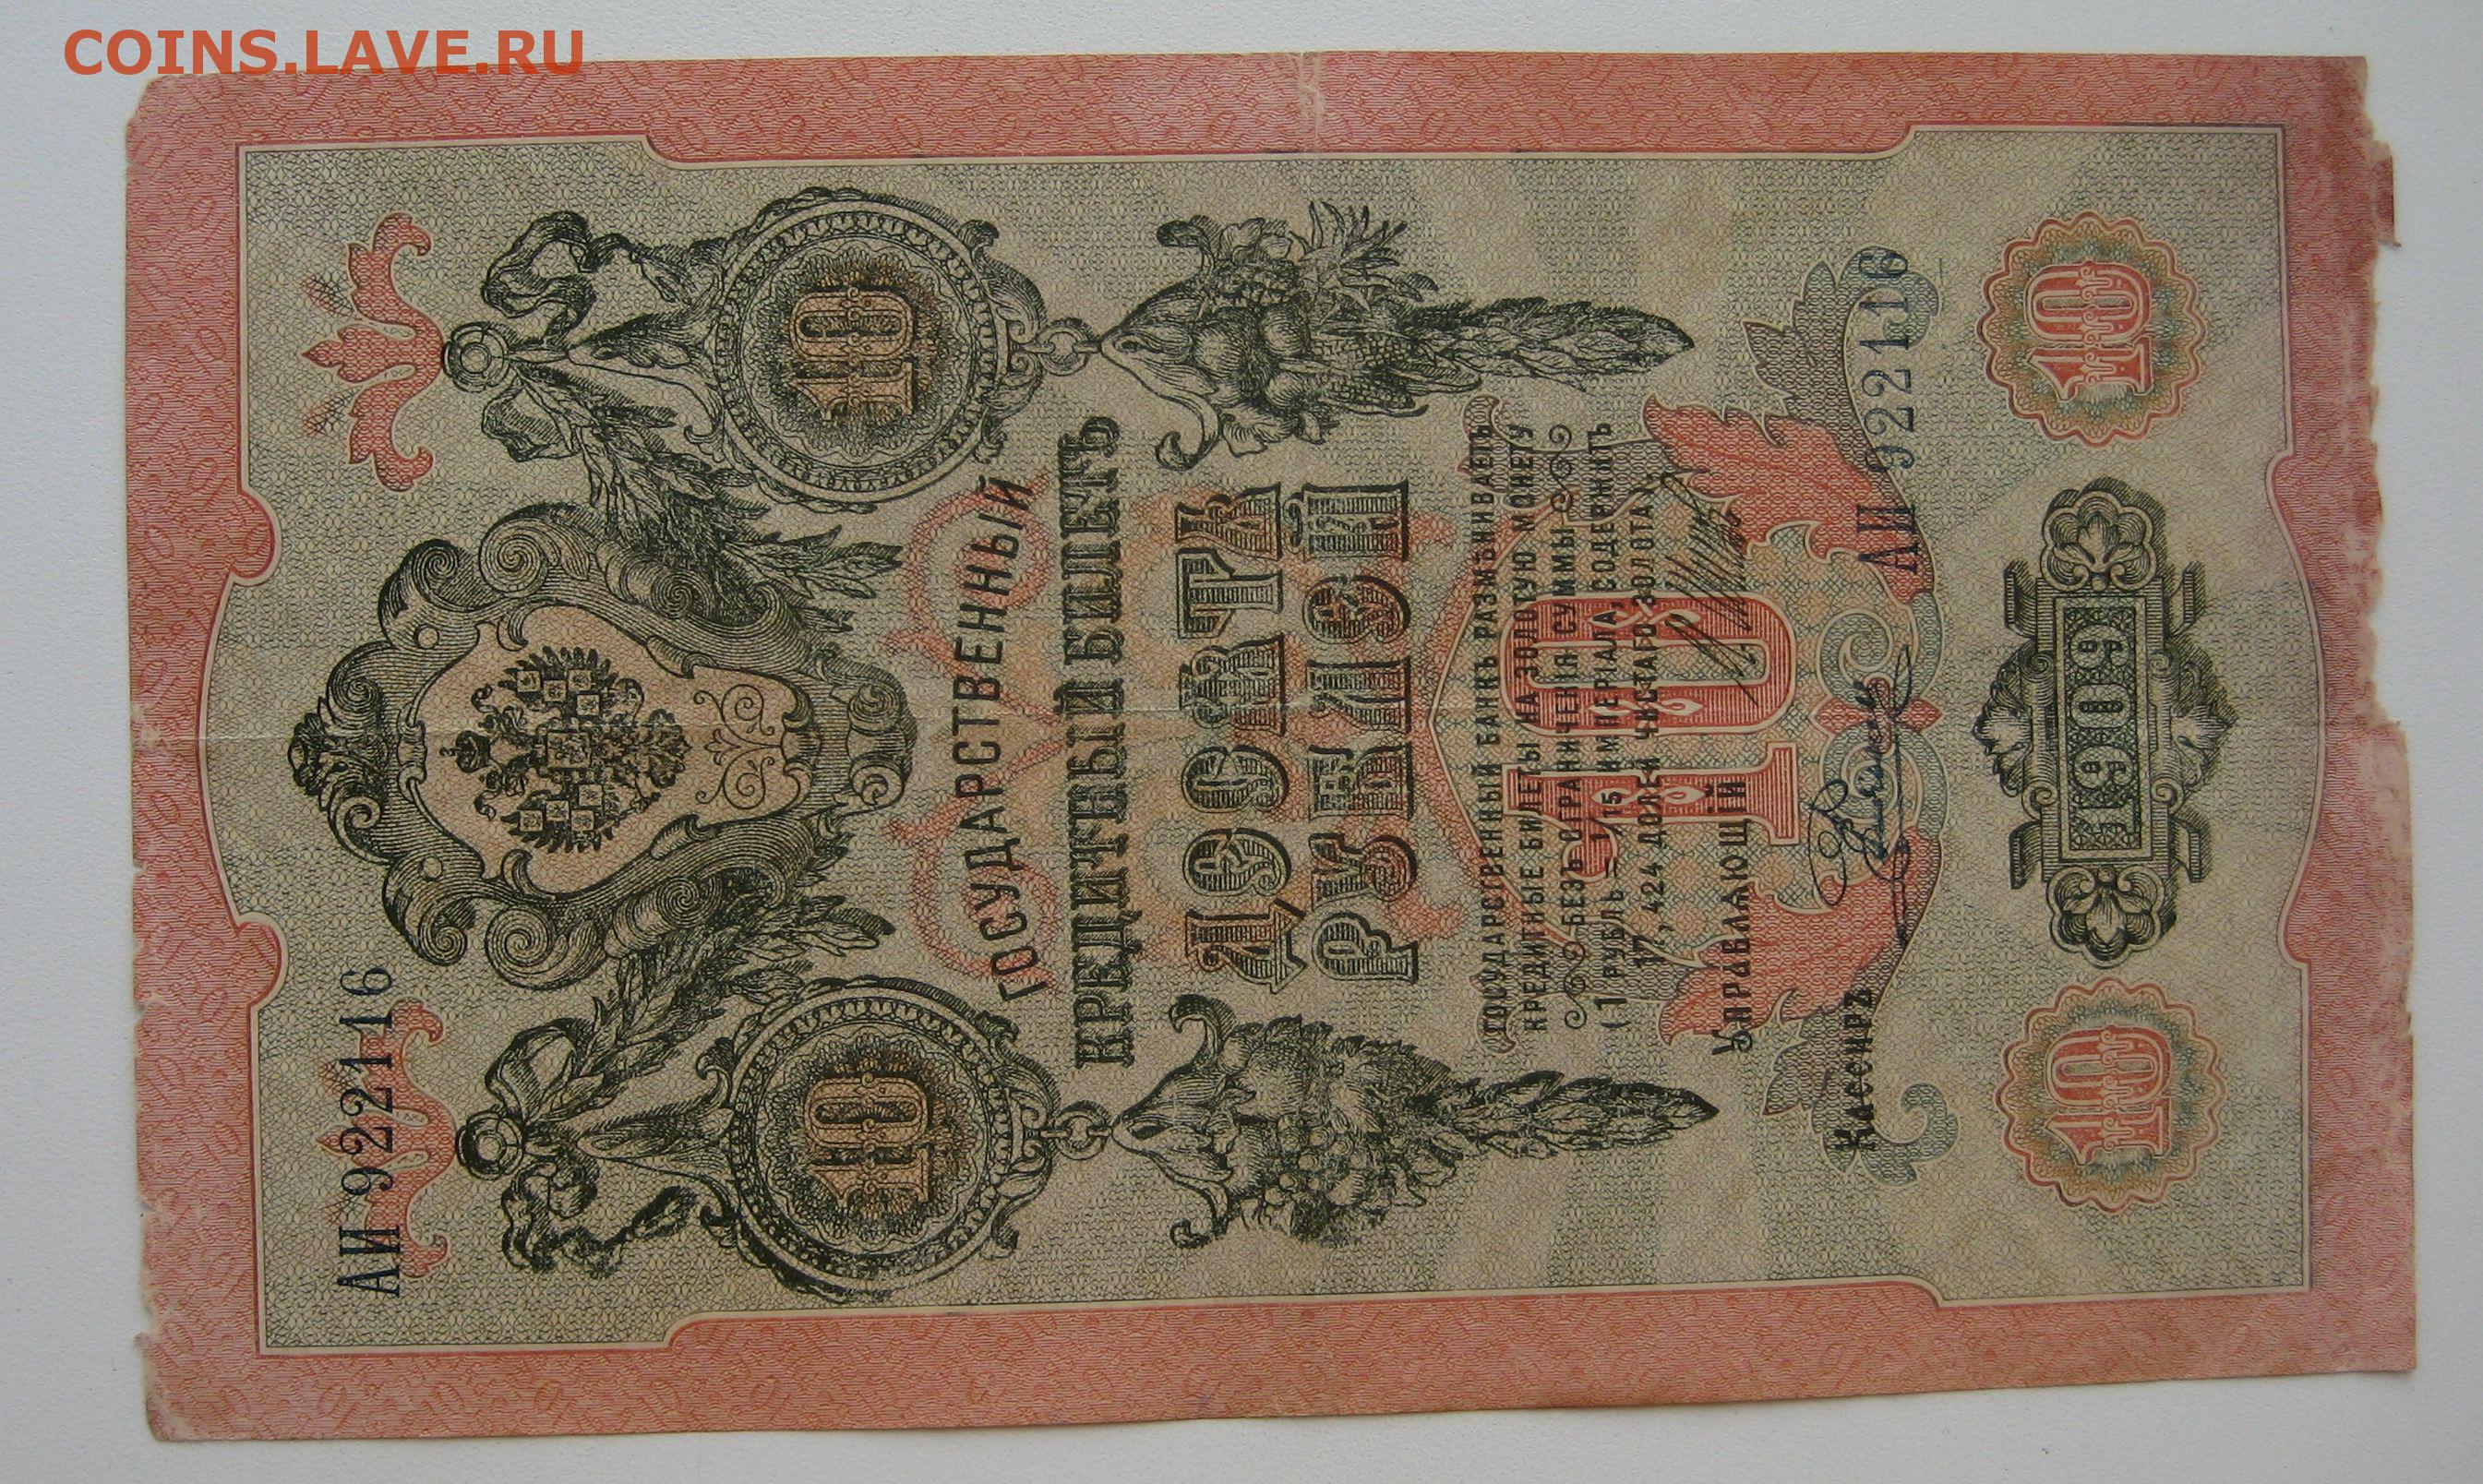 COINS.LAVE.RU
АИ 922116
10
10
ГОСУДАРСТВЕННЫЙ
КРЕДИТНЫЙ БИЛЕТЪ
ДЕСЯТЬ
РУБЛЕЙ
ГОСУДАРСТВЕННЫЙ БАНКЪ РАЗМѢНИВАЕТЪ
КРЕДИТНЫЕ БИЛЕТЫ НА ЗОЛОТУЮ МОНЕТУ
БЕЗЪ ОГРАНИЧЕНІЯ СУММЫ
(1 РУБЛЬ = 1/15 ИМПЕРІАЛА, СОДЕРЖИТЪ
17,424 ДОЛЕЙ ЧИСТАГО ЗОЛОТА).
10
Управляющій
Кассиръ
АИ 922116
10
1909
10